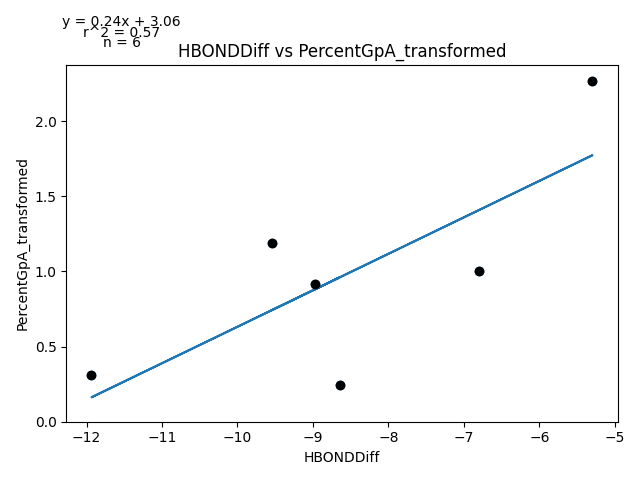 y = 0.24x + 3.06
r^2 = 0.57
n = 6
HBONDDiff vs PercentGpA_transformed
PercentGpA_transformed
2.0
1.5
1.0
0.5
0.0
−12
−11
−10
−9
−8
−7
−6
−5
HBONDDiff